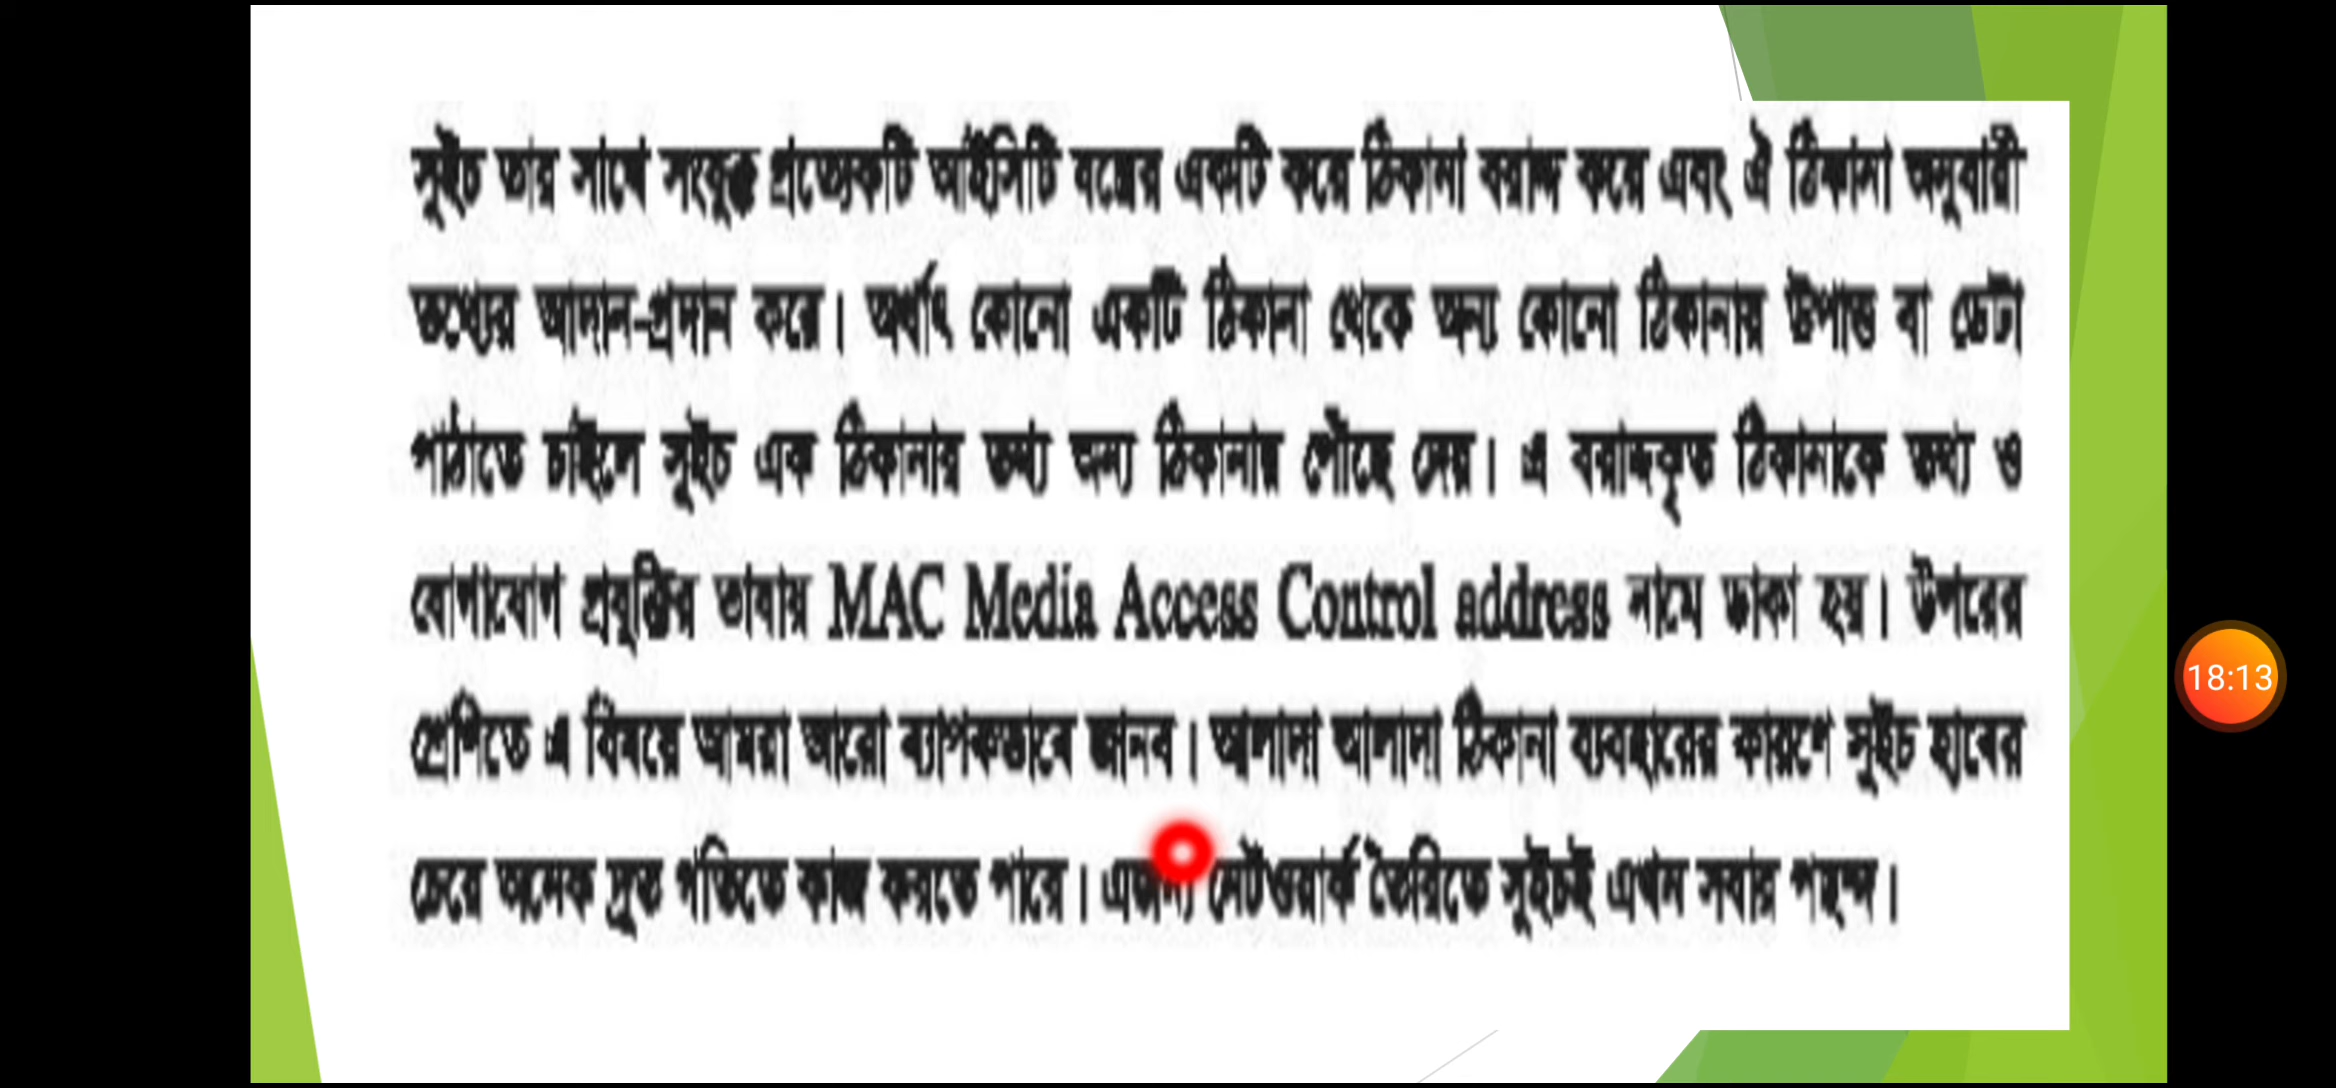 সুইচ তার সাথে সংযুক্ত প্রত্যেকটি আইসিটি যন্ত্রের একটি করে ঠিকানা বরাদ্দ করে এবং ঐ ঠিকানা অনুযায়ী
তথ্যের আদান-প্রদান করে। অর্থাৎ কোনো একটি ঠিকানা থেকে অন্য কোনো ঠিকানায় উপাত্ত বা ডেটা
পাঠাতে চাইলে সুইচ এক ঠিকানার তথ্য অন্য ঠিকানায় পৌঁছে দেয়। এ বরাদ্দকৃত ঠিকানাকে তথ্য ও
যোগাযোগ প্রযুক্তির ভাষায় MAC Media Access Control address নামে ডাকা হয়। উপরের
শ্রেণিতে এ বিষয়ে আমরা আরো ব্যাপকভাবে জানব। আলাদা আলাদা ঠিকানা ব্যবহারের কারণে সুইচ হাবের
চেয়ে অনেক দ্রুত গতিতে কাজ করতে পারে। এজন্য নেটওয়ার্ক তৈরিতে সুইচই এখন সবার পছন্দ।
18:13